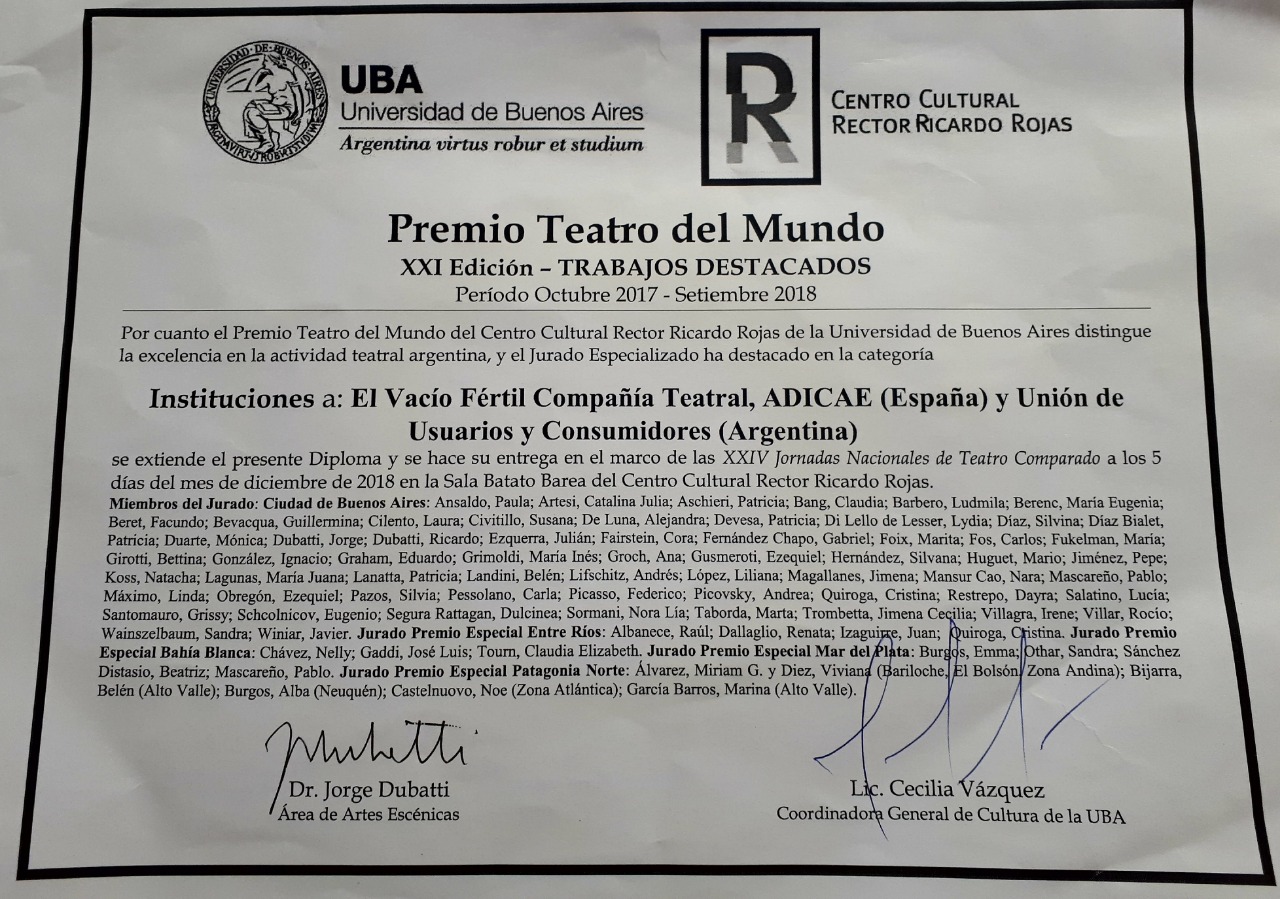 UNIVERSIDAD·DE·BUENOS·AIRES
UBA
Universidad de Buenos Aires
Argentina virtus robur et studium
R
CENTRO CULTURAL
RECTOR RICARDO ROJAS
Premio Teatro del Mundo
XXI Edición – TRABAJOS DESTACADOS
Período Octubre 2017 - Setiembre 2018
Por cuanto el Premio Teatro del Mundo del Centro Cultural Rector Ricardo Rojas de la Universidad de Buenos Aires distingue
la excelencia en la actividad teatral argentina, y el Jurado Especializado ha destacado en la categoría
Instituciones a: El Vacío Fértil Compañía Teatral, ADICAE (España) y Unión de
Usuarios y Consumidores (Argentina)
se extiende el presente Diploma y se hace su entrega en el marco de las XXIV Jornadas Nacionales de Teatro Comparado a los 5
días del mes de diciembre de 2018 en la Sala Batato Barea del Centro Cultural Rector Ricardo Rojas.
Miembros del Jurado: Ciudad de Buenos Aires: Ansaldo, Paula; Artesi, Catalina Julia; Aschieri, Patricia; Bang, Claudia; Barbero, Ludmila; Berenc, María Eugenia;
Beret, Facundo; Bevacqua, Guillermina; Cilento, Laura; Civitillo, Susana; De Luna, Alejandra; Devesa, Patricia; Di Lello de Lesser, Lydia; Díaz, Silvina; Díaz Bialet,
Patricia; Duarte, Mónica; Dubatti, Jorge; Dubatti, Ricardo; Ezquerra, Julián; Fairstein, Cora; Fernández Chapo, Gabriel; Foix, Marita; Fos, Carlos; Fukelman, María;
Girotti, Bettina; González, Ignacio; Graham, Eduardo; Grimoldi, María Inés; Groch, Ana; Gusmeroti, Ezequiel; Hernández, Silvana; Huguet, Mario; Jiménez, Pepe;
Koss, Natacha; Lagunas, María Juana; Lanatta, Patricia; Landini, Belén; Lifschitz, Andrés; López, Liliana; Magallanes, Jimena; Mansur Cao, Nara; Mascareño, Pablo;
Máximo, Linda; Obregón, Ezequiel; Pazos, Silvia; Pessolano, Carla; Picasso, Federico; Picovsky, Andrea; Quiroga, Cristina; Restrepo, Dayra; Salatino, Lucía;
Santomauro, Grissy; Schcolnicov, Eugenio; Segura Rattagan, Dulcinea; Sormani, Nora Lía; Taborda, Marta; Trombetta, Jimena Cecilia; Villagra, Irene; Villar, Rocío;
Wainszelbaum, Sandra; Winiar, Javier. Jurado Premio Especial Entre Ríos: Albanece, Raúl; Dallaglio, Renata; Izaguirre, Juan; Quiroga, Cristina. Jurado Premio
Especial Bahía Blanca: Chávez, Nelly; Gaddi, José Luis; Tourn, Claudia Elizabeth. Jurado Premio Especial Mar del Plata: Burgos, Emma; Othar, Sandra; Sánchez
Distasio, Beatriz; Mascareño, Pablo. Jurado Premio Especial Patagonia Norte: Álvarez, Miriam G. y Diez, Viviana (Bariloche, El Bolsón, Zona Andina); Bijarra,
Belén (Alto Valle); Burgos, Alba (Neuquén); Castelnuovo, Noe (Zona Atlántica); García Barros, Marina (Alto Valle).
Dr. Jorge Dubatti
Área de Artes Escénicas
Lic. Cecilia Vázquez
Coordinadora General de Cultura de la UBA